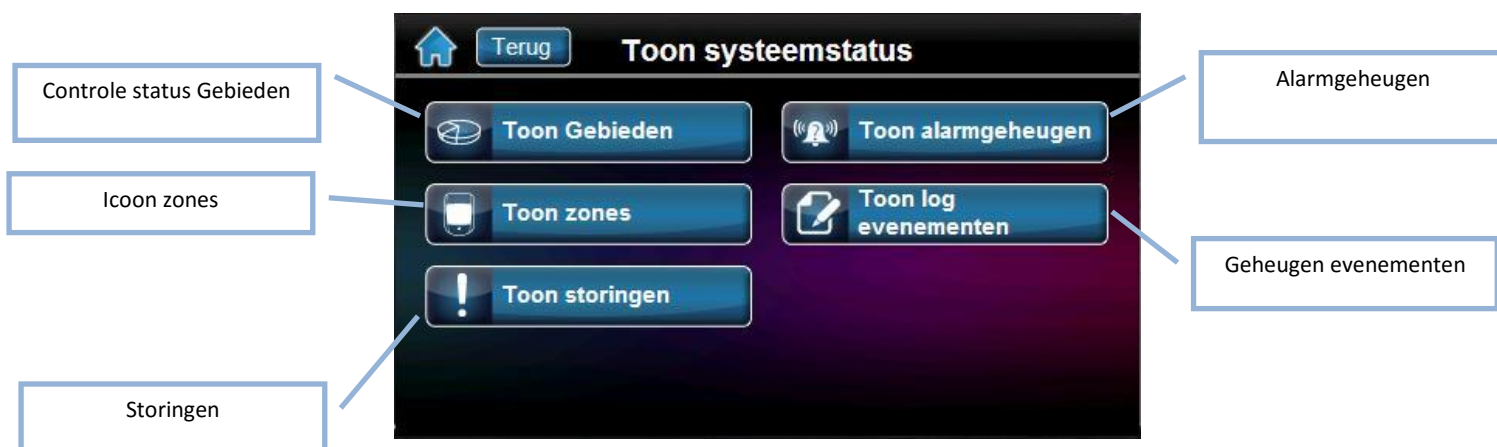 Terug
Toon systeemstatus
Controle status Gebieden
Alarmgeheugen
Toon Gebieden
Toon alarmgeheugen
Icoon zones
Toon zones
Toon log
evenementen
Geheugen evenementen
Toon storingen
Storingen